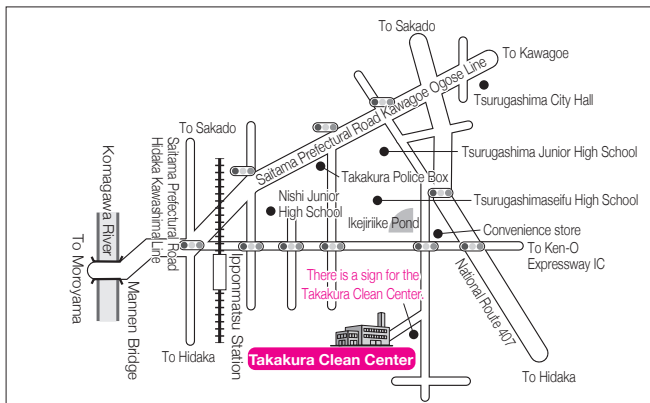 To Sakado
To Kawagoe
Tsurugashima City Hall
To Sakado
Saitama Prefectural Road Kawagoe Ogose Line
Tsurugashima Junior High School
Takakura Police Box
Saitama Prefectural Road
Hidaka Kawashima Line
Nishi Junior
High School
Tsurugashimaseifu High School
Komagawa River
Ikejiriike Pond
Convenience store
To Ken-O
Expressway IC
To Moroyama
Mannen Bridge
Ipponmatsu Station
There is a sign for the
Takakura Clean Center.
National Route 407
To Hidaka
Takakura Clean Center
To Hidaka